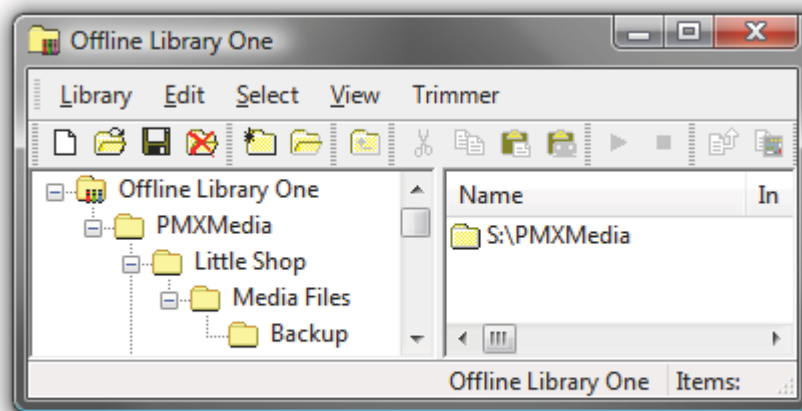 Offline Library One
Library Edit Select View Trimmer
Offline Library One
PMXMedia
Little Shop
Media Files
Backup
Name In
S:\PMXMedia
Offline Library One Items: